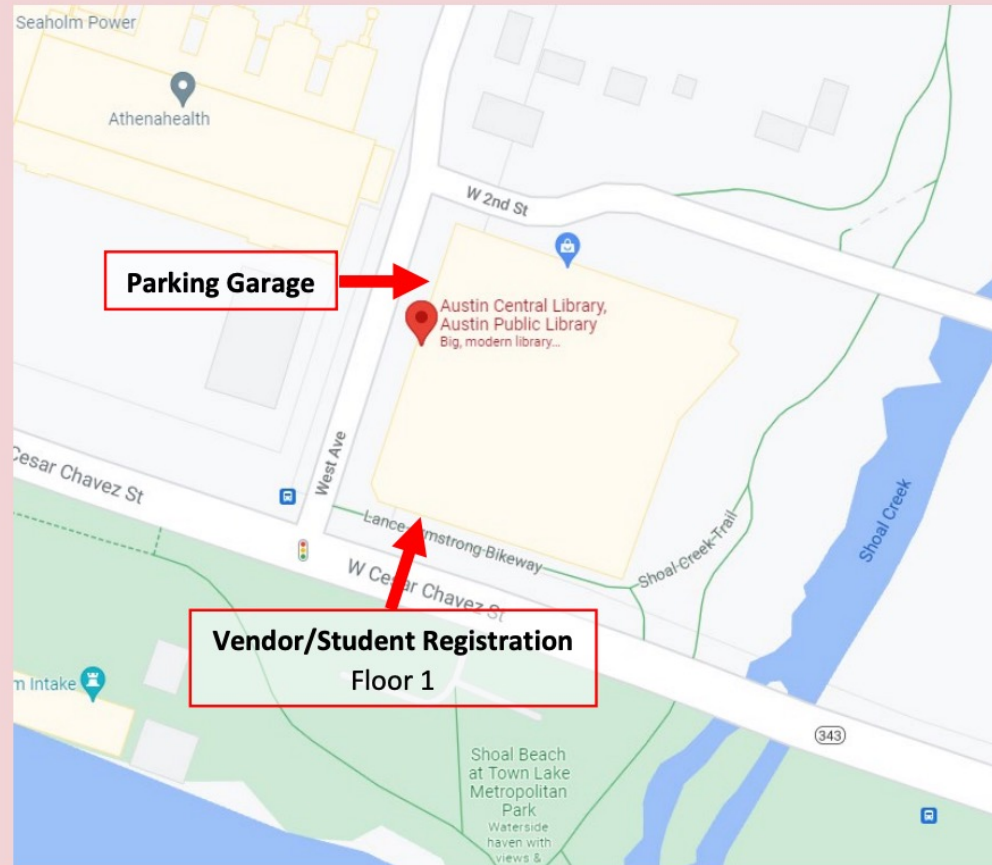 Seaholm Power
Athenahealth
W 2nd St
Parking Garage
Austin Central Library,
Austin Public Library
Big, modern library...
West Ave
Cesar Chavez St
Lance Armstrong Bikeway
Shoal Creek Trail
Shoal Creek
W Cesar Chavez St
Vendor/Student Registration
Floor 1
m Intake
343
Shoal Beach
at Town Lake
Metropolitan
Park
Waterside
haven with
views &